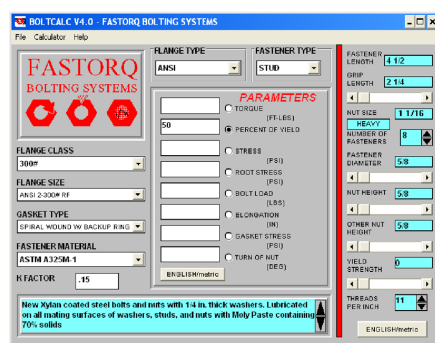 BOLTCALC V4.0 - FASTORQ BOLTING SYSTEMS
File Calculator Help
FASTORQ
BOLTING SYSTEMS
FLANGE CLASS
300#
FLANGE SIZE
ANSI 2-300# RF
GASKET TYPE
SPIRAL WOUND W/ BACKUP RING
FASTENER MATERIAL
ASTM A325M-1
K FACTOR .15
FLANGE TYPE
ANSI
FASTENER TYPE
STUD
PARAMETERS
TORQUE
(FT-LBS)
50 PERCENT OF YIELD
STRESS
(PSI)
ROOT STRESS
(PSI)
BOLT LOAD
(LBS)
ELONGATION
(IN)
GASKET STRESS
(PSI)
TURN OF NUT
(DEG)
ENGLISH/metric
FASTENER
LENGTH 4 1/2
GRIP
LENGTH 2 1/4
NUT SIZE 1 1/16
HEAVY
NUMBER OF
FASTENERS 8
FASTENER
DIAMETER 5/8
NUT HEIGHT 5/8
OTHER NUT
HEIGHT 5/8
YIELD
STRENGTH 0
THREADS
PER INCH 11
ENGLISH/metric
New Xylan coated steel bolts and nuts with 1/4 in. thick washers. Lubricated
on all mating surfaces of washers, studs, and nuts with Moly Paste containing
70% solids